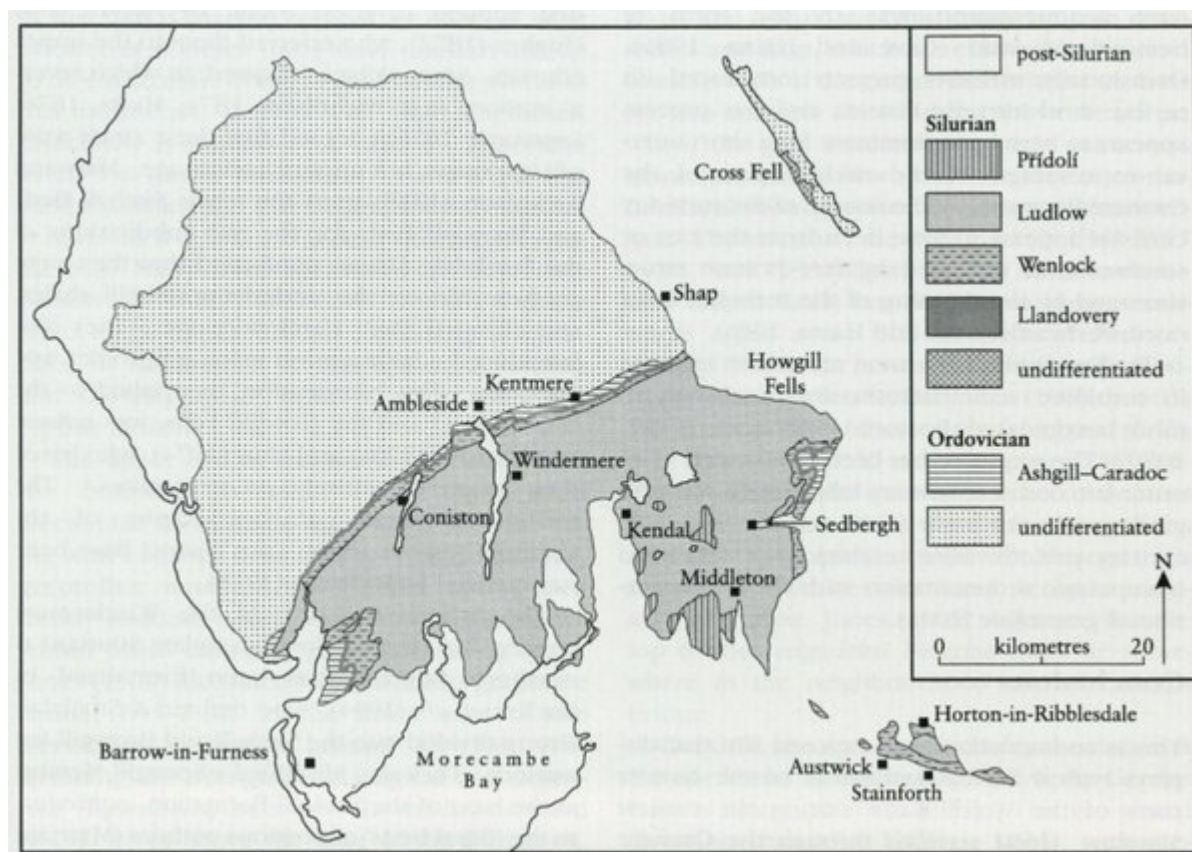 Cross Fell
Shap
Howgill
Fells
Kentmere
Ambleside
Windermere
Coniston
Kendal
Sedbergh
Middleton
Barrow-in-Furness
Morecambe
Bay
Horton-in-Ribblesdale
Austwick
Stainforth
post-Silurian
Silurian
Přídolí
Ludlow
Wenlock
Llandovery
undifferentiated
Ordovician
Ashgill–Caradoc
undifferentiated
N
0 kilometres 20